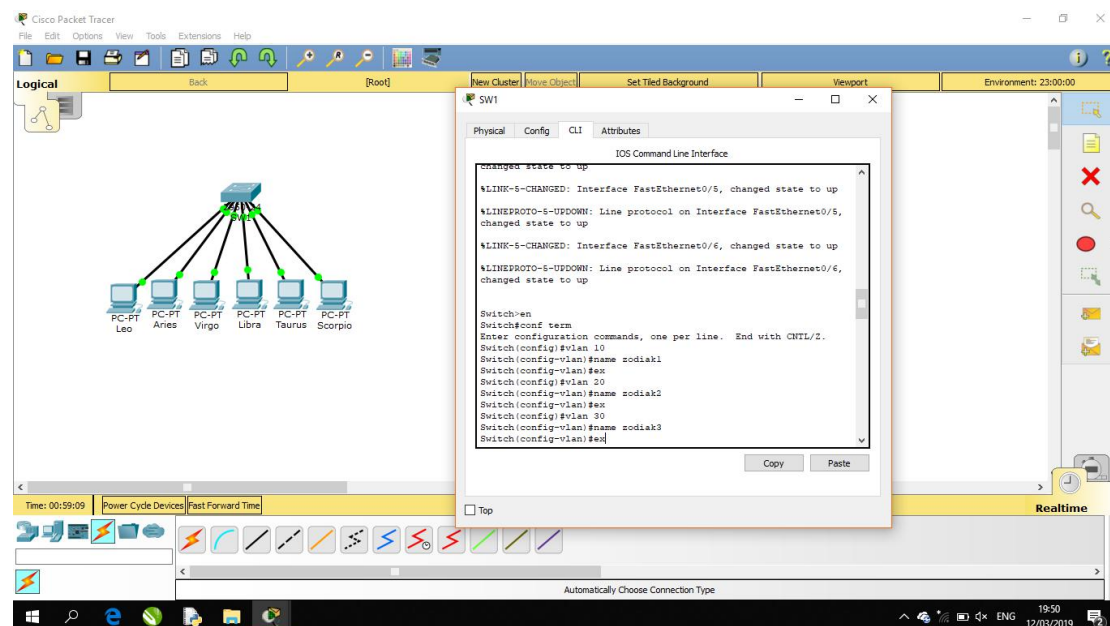 Cisco Packet Tracer
File Edit Options View Tools Extensions Help
Logical Back [Root] New Cluster Move Object Set Tiled Background Viewport Environment: 23:00:00
SW1
Physical Config CLI Attributes
IOS Command Line Interface
changed state to up
%LINK-5-CHANGED: Interface FastEthernet0/5, changed state to up
%LINEPROTO-5-UPDOWN: Line protocol on Interface FastEthernet0/5,
changed state to up
%LINK-5-CHANGED: Interface FastEthernet0/6, changed state to up
%LINEPROTO-5-UPDOWN: Line protocol on Interface FastEthernet0/6,
changed state to up
Switch>en
Switch#conf term
Enter configuration commands, one per line. End with CNTL/Z.
Switch(config)#vlan 10
Switch(config-vlan)#name zodiak1
Switch(config-vlan)#ex
Switch(config)#vlan 20
Switch(config-vlan)#name zodiak2
Switch(config-vlan)#ex
Switch(config)#vlan 30
Switch(config-vlan)#name zodiak3
Switch(config-vlan)#ex
Copy Paste
Top
SW1
PC-PT PC-PT PC-PT PC-PT PC-PT PC-PT
Leo Aries Virgo Libra Taurus Scorpio
Time: 00:59:09 Power Cycle Devices Fast Forward Time Realtime
Automatically Choose Connection Type
ENG 19:50
12/03/2019